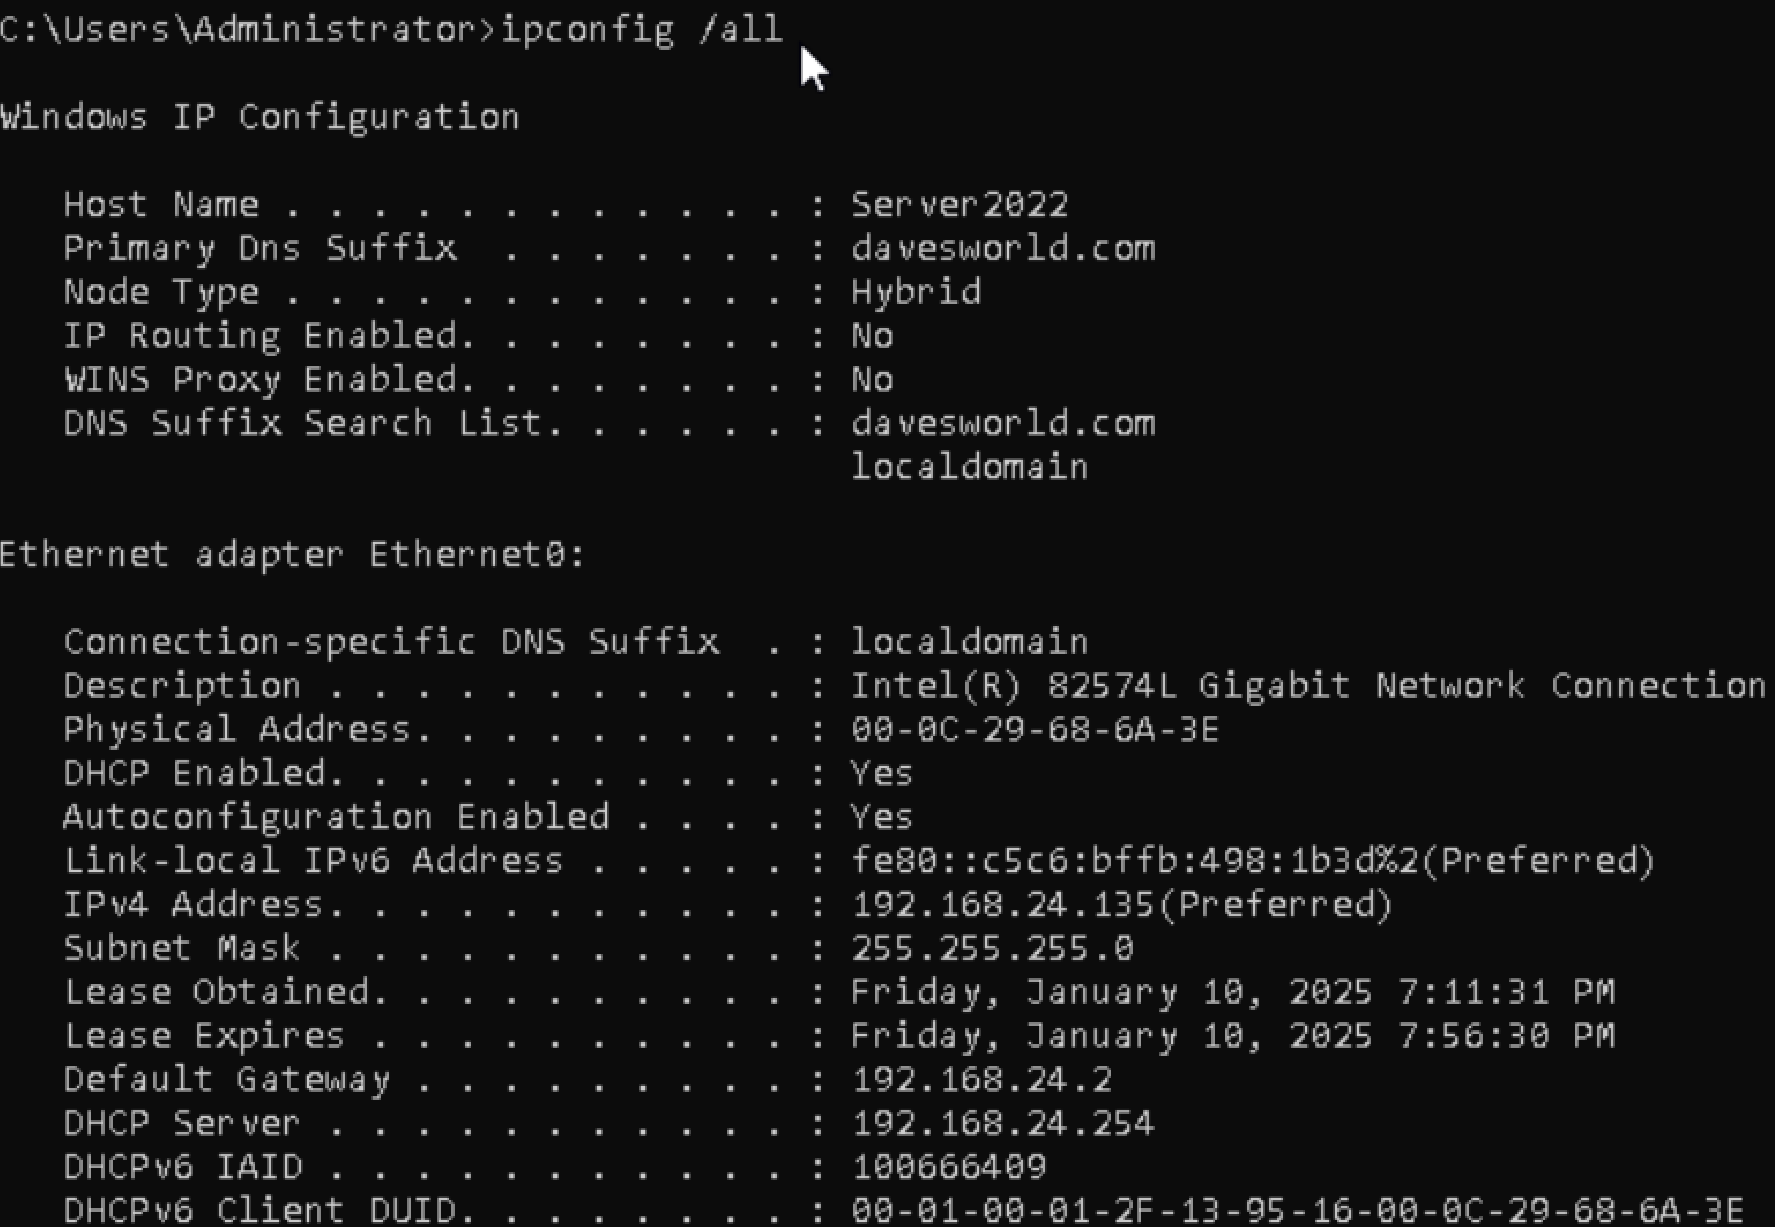 C:\Users\Administrator>ipconfig /all
Windows IP Configuration
Host Name . . . . . . . . . . . . : Server2022
Primary Dns Suffix  . . . . . . . : davesworld.com
Node Type . . . . . . . . . . . . : Hybrid
IP Routing Enabled. . . . . . . . : No
WINS Proxy Enabled. . . . . . . . : No
DNS Suffix Search List. . . . . . : davesworld.com
localdomain
Ethernet adapter Ethernet0:
Connection-specific DNS Suffix  . : localdomain
Description . . . . . . . . . . . : Intel(R) 82574L Gigabit Network Connection
Physical Address. . . . . . . . . : 00-0C-29-68-6A-3E
DHCP Enabled. . . . . . . . . . . : Yes
Autoconfiguration Enabled . . . . : Yes
Link-local IPv6 Address . . . . . : fe80::c5c6:bffb:498:1b3d%2(Preferred)
IPv4 Address. . . . . . . . . . . : 192.168.24.135(Preferred)
Subnet Mask . . . . . . . . . . . : 255.255.255.0
Lease Obtained. . . . . . . . . . : Friday, January 10, 2025 7:11:31 PM
Lease Expires . . . . . . . . . . : Friday, January 10, 2025 7:56:30 PM
Default Gateway . . . . . . . . . : 192.168.24.2
DHCP Server . . . . . . . . . . . : 192.168.24.254
DHCPv6 IAID . . . . . . . . . . . : 100666409
DHCPv6 Client DUID. . . . . . . . : 00-01-00-01-2F-13-95-16-00-0C-29-68-6A-3E